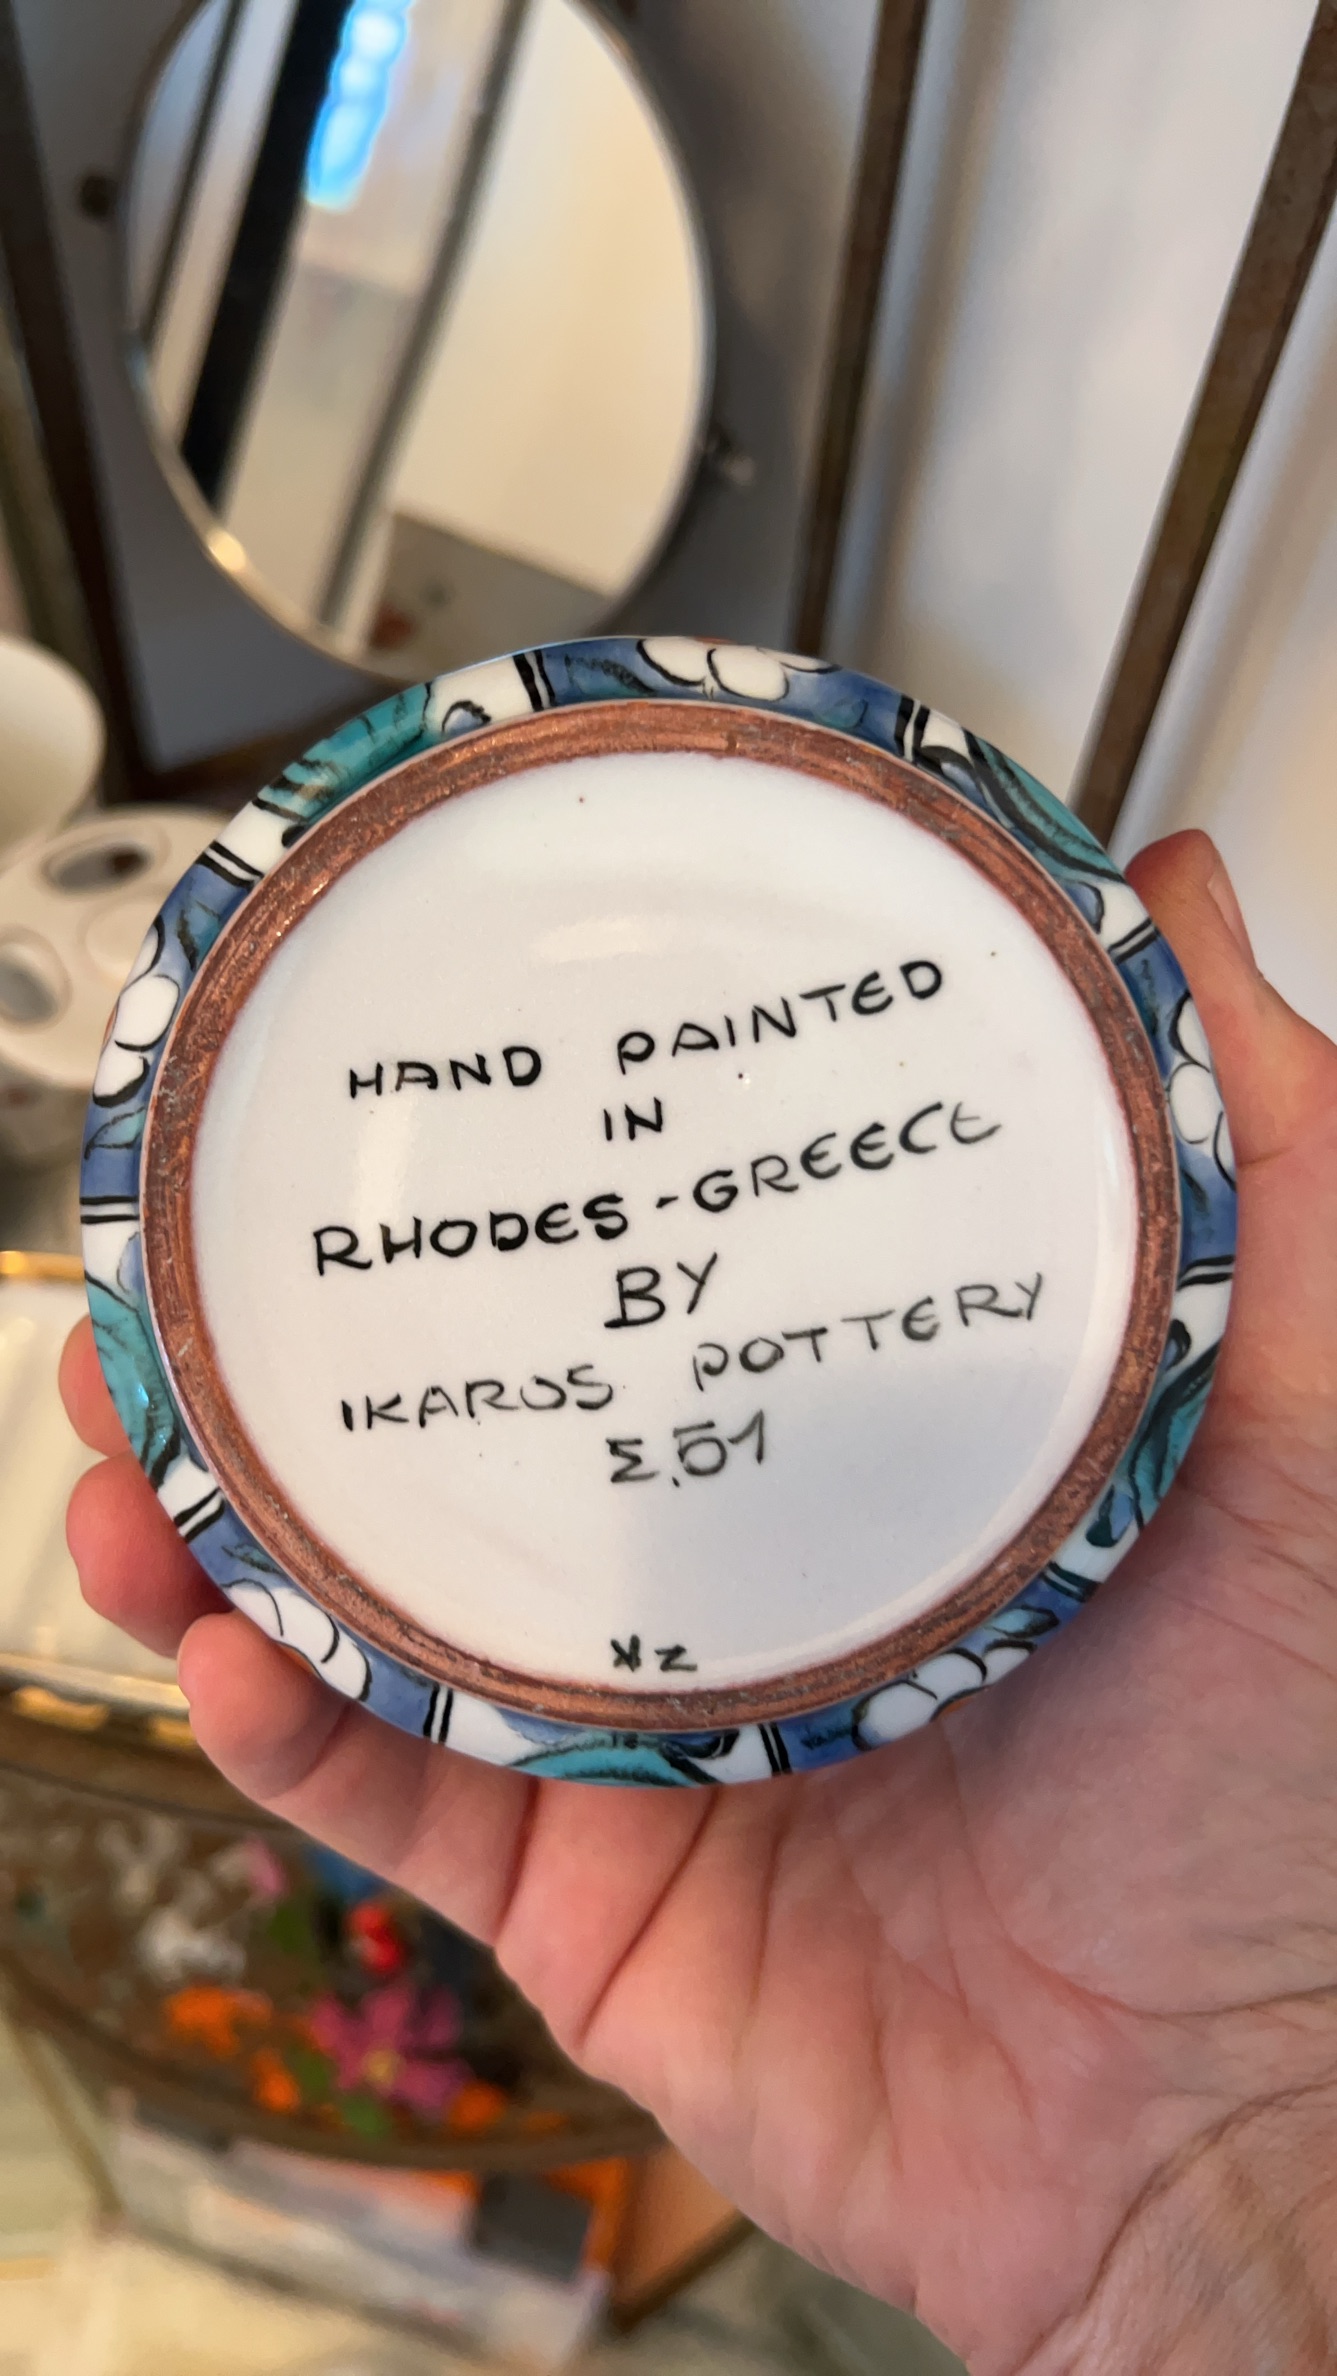 HAND PAINTED
IN
RHODES-GREECE
BY
IKAROS POTTERY
Σ.51